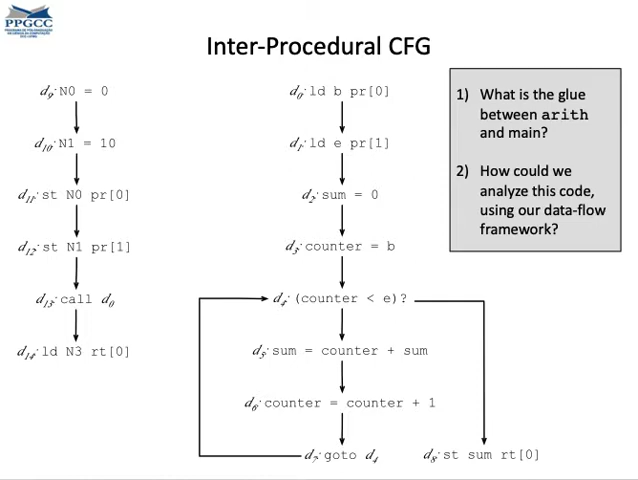 PPGCC
Inter-Procedural CFG
d9: N0 = 0
d10: N1 = 10
d11: st N0 pr[0]
d12: st N1 pr[1]
d13: call d0
d14: ld N3 rt[0]
d0: ld b pr[0]
d1: ld e pr[1]
d2: sum = 0
d3: counter = b
d4: (counter < e)?
d5: sum = counter + sum
d6: counter = counter + 1
d7: goto d4
d8: st sum rt[0]
1) What is the glue
between arith
and main?
2) How could we
analyze this code,
using our data-flow
framework?